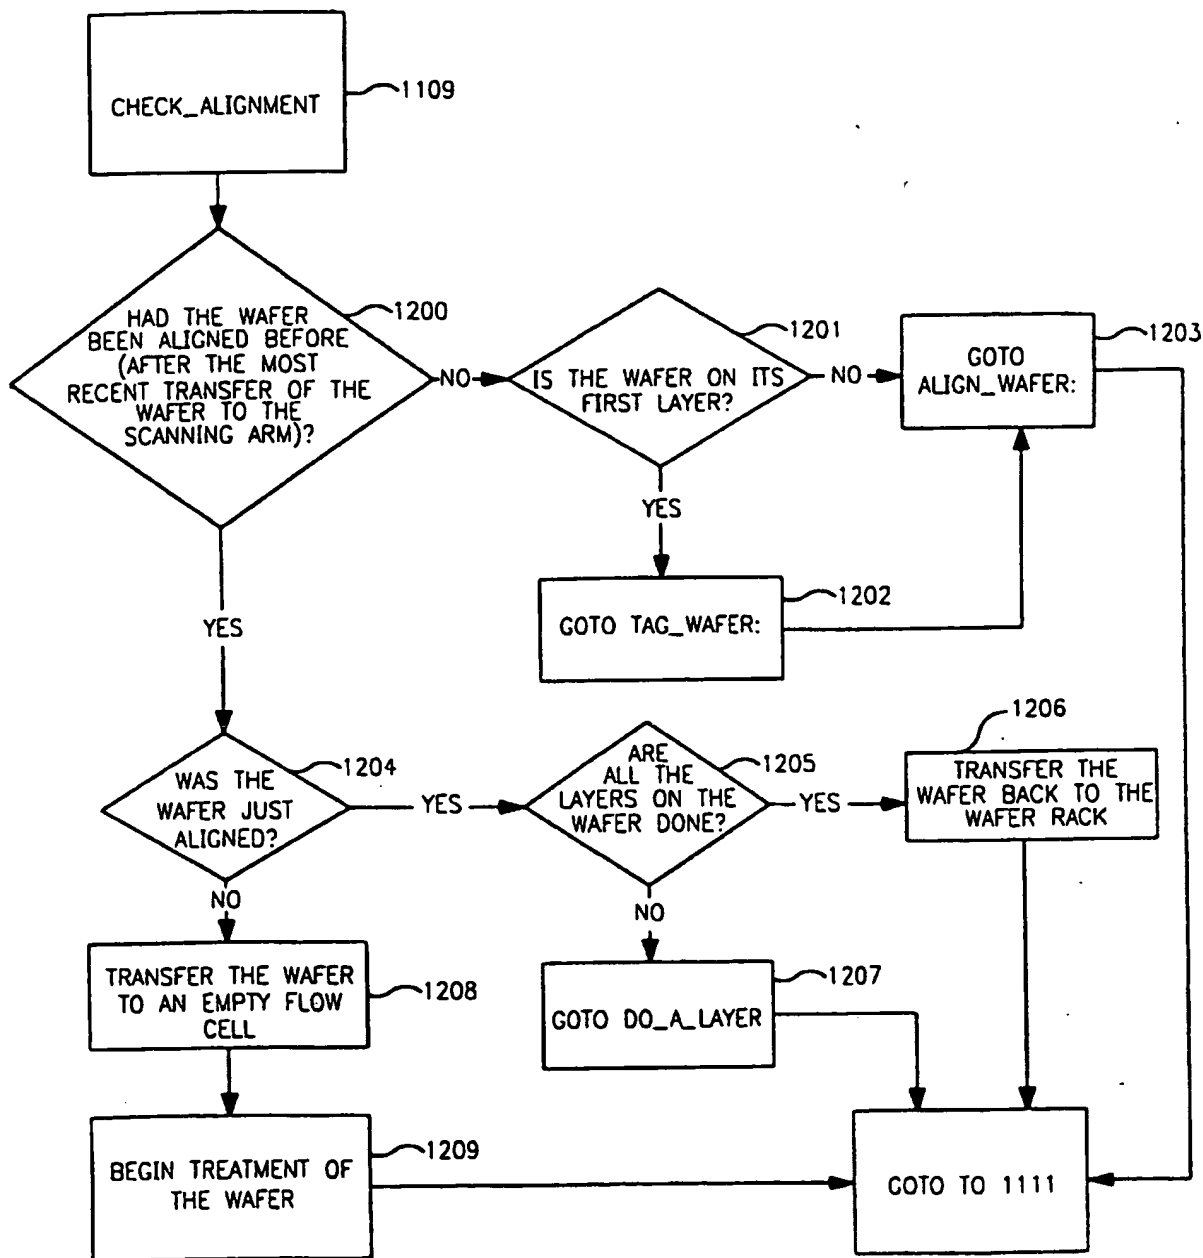 CHECK_ALIGNMENT
1109
HAD THE WAFER
BEEN ALIGNED BEFORE
(AFTER THE MOST
RECENT TRANSFER OF THE
WAFER TO THE
SCANNING ARM)?
1200
NO
IS THE WAFER ON ITS
FIRST LAYER?
1201
NO
GOTO
ALIGN_WAFER:
1203
YES
GOTO TAG_WAFER:
1202
YES
WAS THE
WAFER JUST
ALIGNED?
1204
YES
ARE
ALL THE
LAYERS ON THE
WAFER DONE?
1205
YES
TRANSFER THE
WAFER BACK TO THE
WAFER RACK
1206
NO
TRANSFER THE WAFER
TO AN EMPTY FLOW
CELL
1208
NO
GOTO DO_A_LAYER
1207
BEGIN TREATMENT OF
THE WAFER
1209
GOTO TO 1111